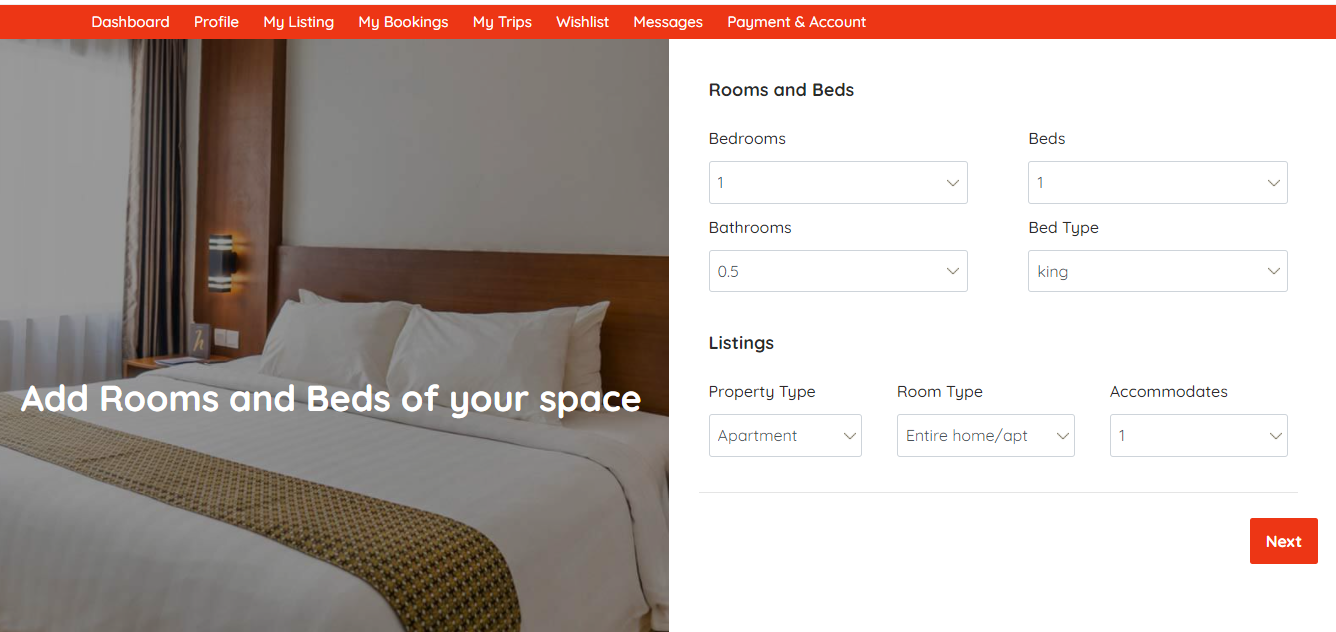 Dashboard Profile My Listing My Bookings My Trips Wishlist Messages Payment & Account
Add Rooms and Beds of your space
Rooms and Beds
Bedrooms Beds
1 1
Bathrooms Bed Type
0.5 king
Listings
Property Type Room Type Accommodates
Apartment Entire home/apt 1
Next